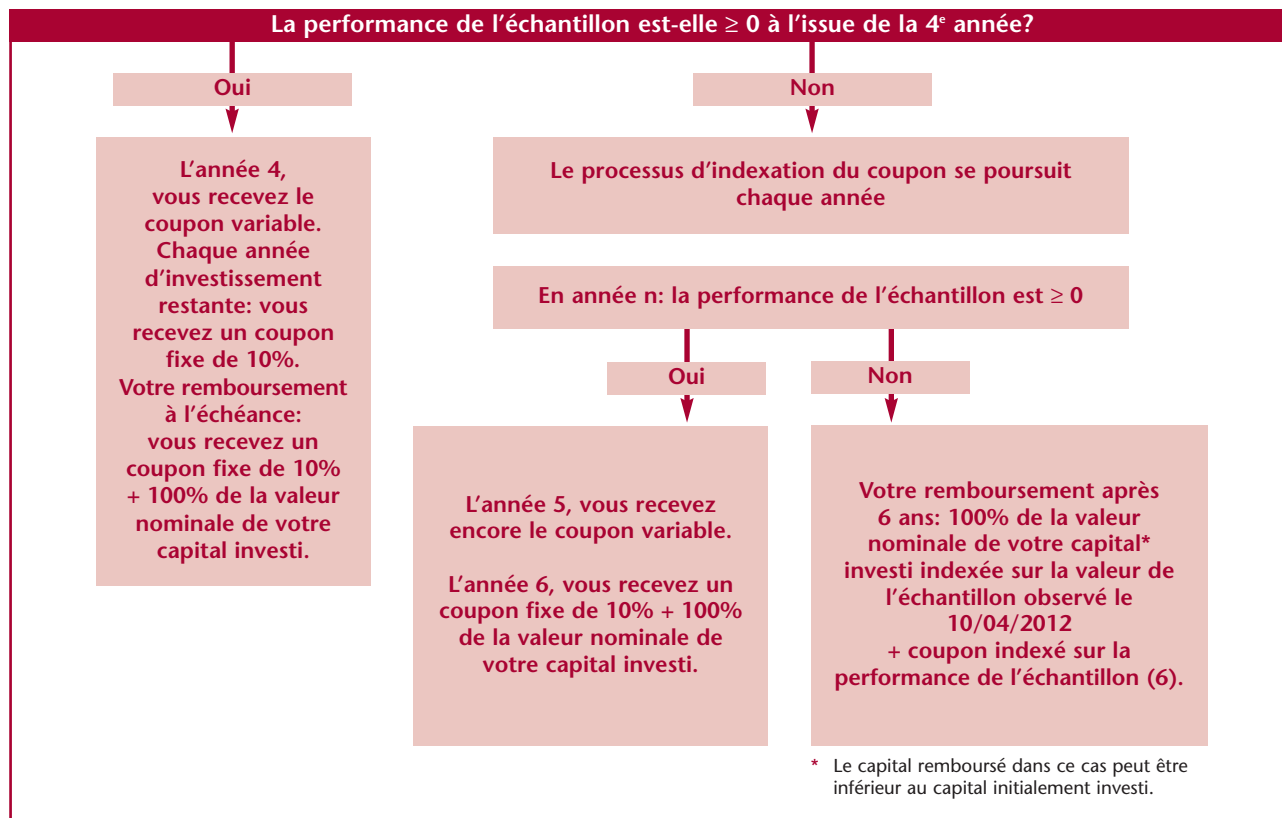 La performance de l'échantillon est-elle ≥ 0 à l'issue de la 4e année?
Oui
L'année 4,
vous recevez le
coupon variable.
Chaque année
d'investissement
restante: vous
recevez un coupon
fixe de 10%.
Votre remboursement
à l'échéance:
vous recevez un
coupon fixe de 10%
+ 100% de la valeur
nominale de votre
capital investi.
Non
Le processus d'indexation du coupon se poursuit
chaque année
En année n: la performance de l'échantillon est ≥ 0
Oui
L'année 5, vous recevez
encore le coupon variable.
L'année 6, vous recevez un
coupon fixe de 10% + 100%
de la valeur nominale de
votre capital investi.
Non
Votre remboursement après
6 ans: 100% de la valeur
nominale de votre capital*
investi indexée sur la valeur de
l'échantillon observé le
10/04/2012
+ coupon indexé sur la
performance de l'échantillon (6).
* Le capital remboursé dans ce cas peut être
inférieur au capital initialement investi.